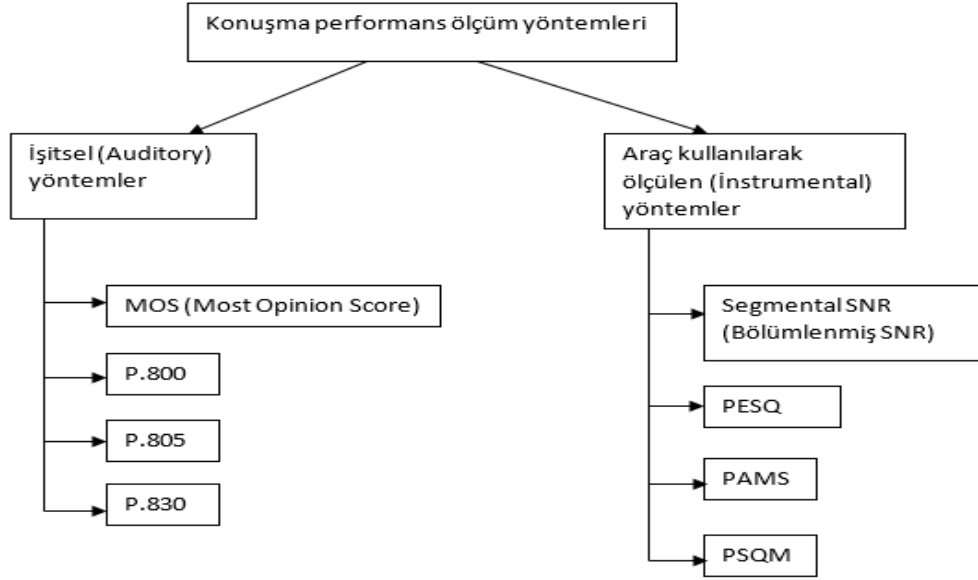 Konuşma performans ölçüm yöntemleri
İşitsel (Auditory)
yöntemler
MOS (Most Opinion Score)
P.800
P.805
P.830
Araç kullanılarak
ölçülen (İnstrumental)
yöntemler
Segmental SNR
(Bölümlenmiş SNR)
PESQ
PAMS
PSQM